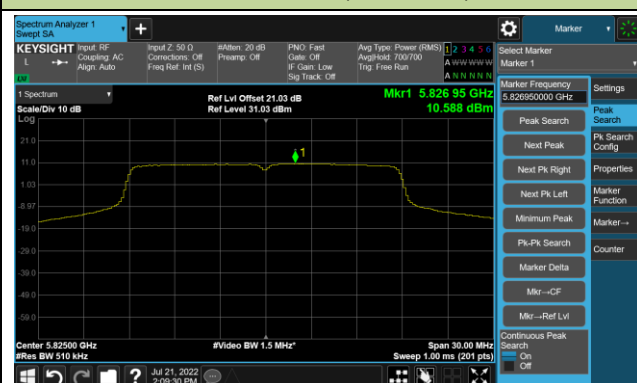 Spectrum Analyzer 1
Swept SA
Marker
KEYSIGHT
L
Input: RF
Coupling: AC
Align: Auto
Input Z: 50 Ω
Corrections: Off
Freq Ref: Int (S)
#Atten: 20 dB
Preamp: Off
PNO: Fast
Gate: Off
IF Gain: Low
Sig Track: Off
Avg Type: Power (RMS)
Avg|Hold: 700/700
Trig: Free Run
1 2 3 4 5 6
A W W W W W
A N N N N N
Select Marker
Marker 1
LW
1 Spectrum
Scale/Div 10 dB
Ref Lvl Offset 21.03 dB
Ref Level 31.03 dBm
Mkr1 5.826 95 GHz
10.588 dBm
Log
21.0
11.0
1.03
-8.97
-19.0
-29.0
-39.0
-49.0
-59.0
1
Center 5.82500 GHz
#Res BW 510 kHz
#Video BW 1.5 MHz*
Span 30.00 MHz
Sweep 1.00 ms (201 pts)
Marker Frequency
5.826950000 GHz
Peak Search
Next Peak
Next Pk Right
Next Pk Left
Minimum Peak
Pk-Pk Search
Marker Delta
Mkr→CF
Mkr→Ref Lvl
Continuous Peak
Search
On
Off
Settings
Peak
Search
Pk Search
Config
Properties
Marker
Function
Marker→
Counter
Jul 21, 2022
2:09:30 PM